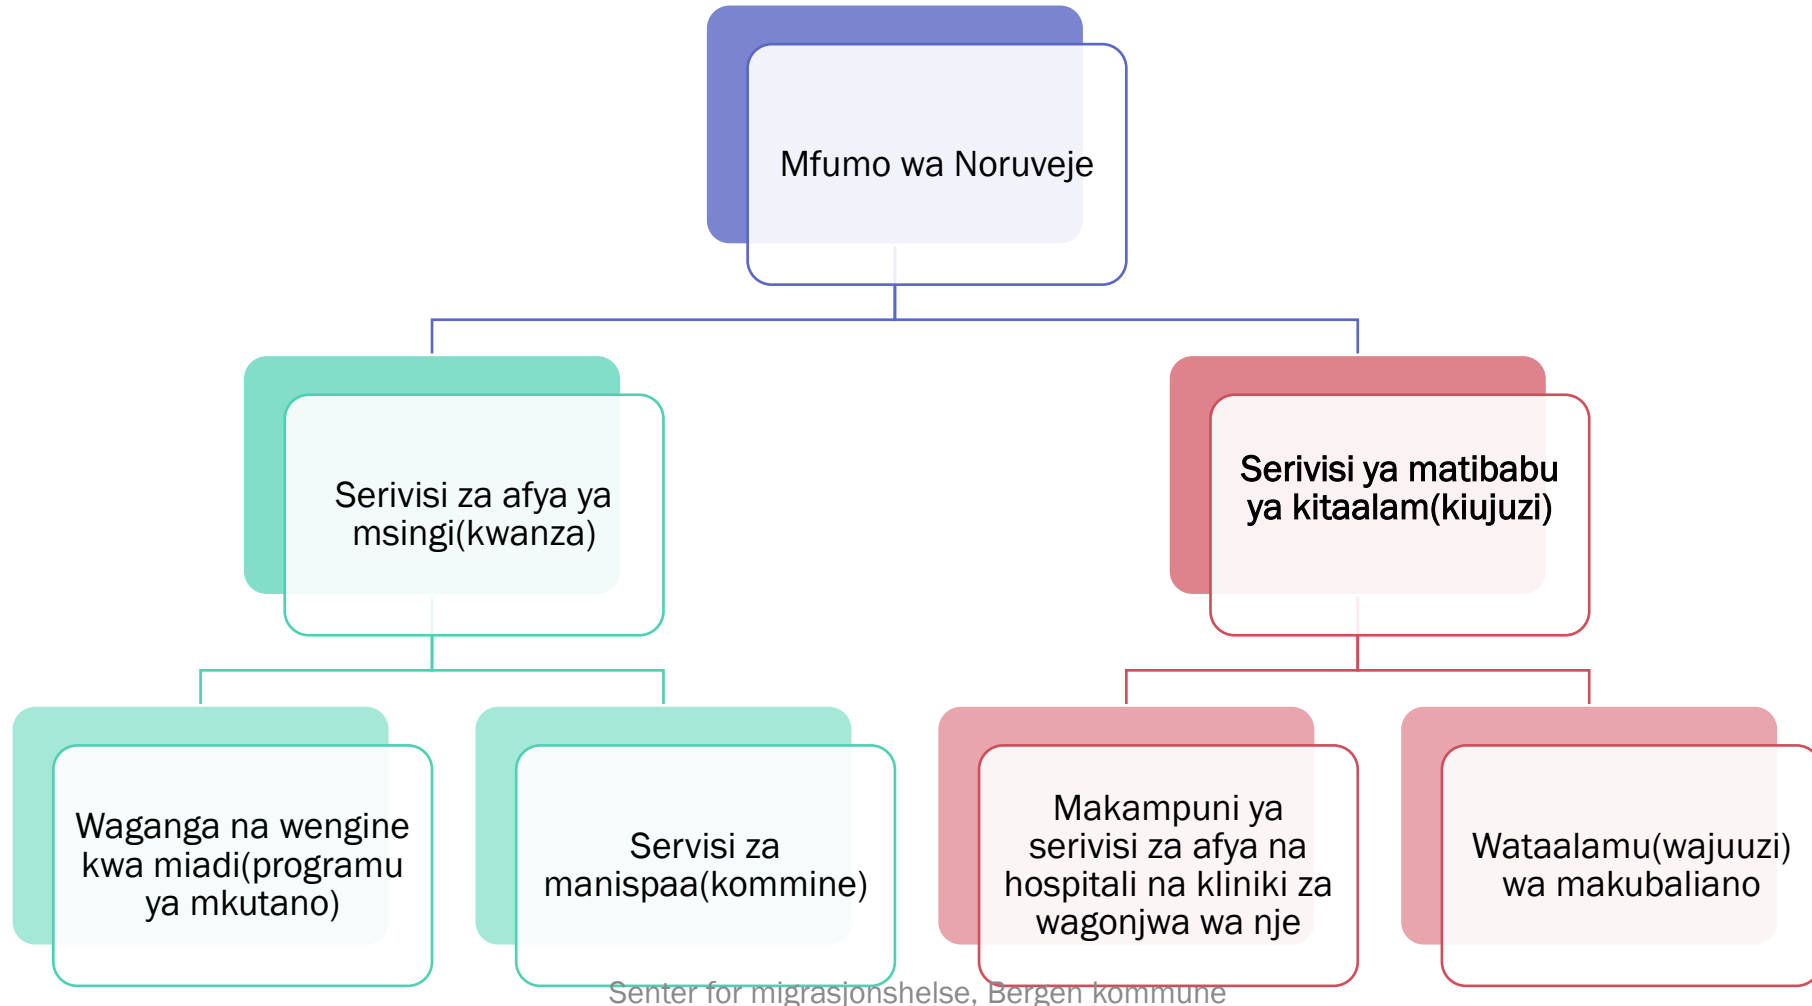 Mfumo wa Noruveje
Serivisi za afya ya
msingi(kwanza)
Serivisi ya matibabu
ya kitaalam(kiujuzi)
Waganga na wengine
kwa miadi(programu
ya mkutano)
Servisi za
manispaa(kommine)
Makampuni ya
serivisi za afya na
hospitali na kliniki za
wagonjwa wa nje
Wataalamu(wajuuzi)
wa makubaliano
Senter for migrasjonshelse, Bergen kommune